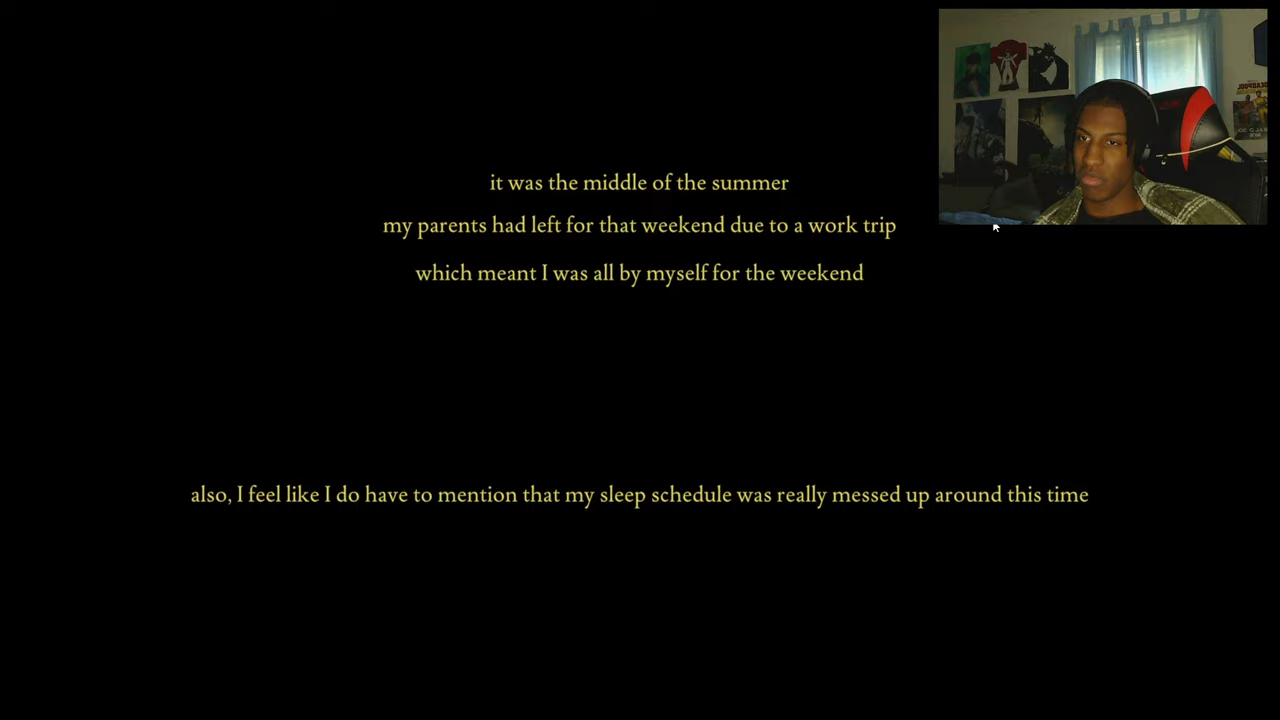 it was the middle of the summer
my parents had left for that weekend due to a work trip
which meant I was all by myself for the weekend
also, I feel like I do have to mention that my sleep schedule was really messed up around this time